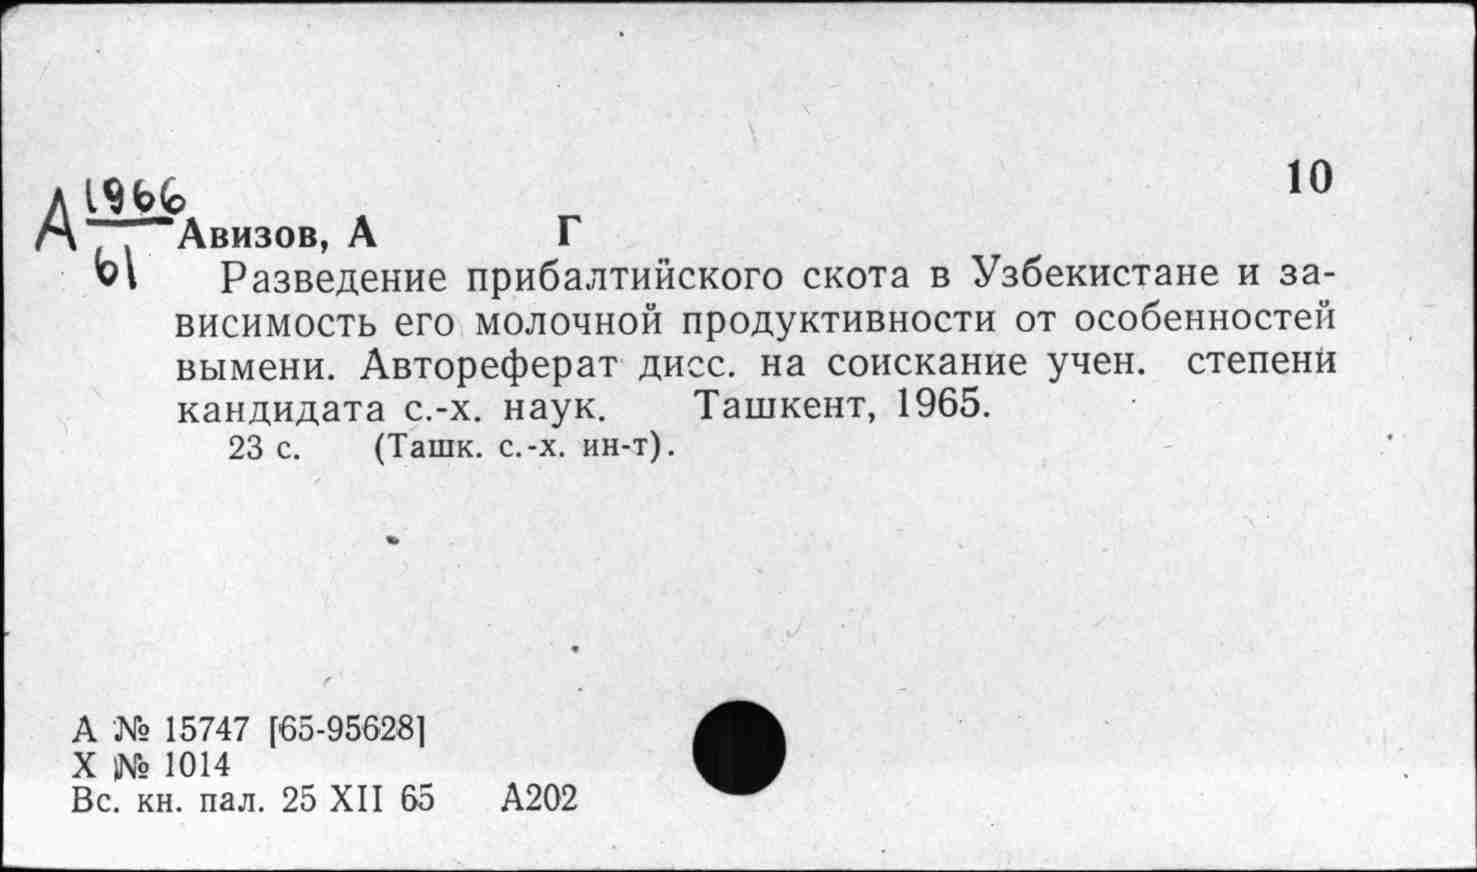 10
А 1966
61
Авизов, А Г
Разведение прибалтийского скота в Узбекистане и за-
висимость его молочной продуктивности от особенностей
вымени. Автореферат дисс. на соискание учен. степени
кандидата с.-х. наук. Ташкент, 1965.
23 с. (Ташк. с.-х. ин-т).
А № 15747 [65-95628]
Х № 1014
Вс. кн. пал. 25 XII 65 А202